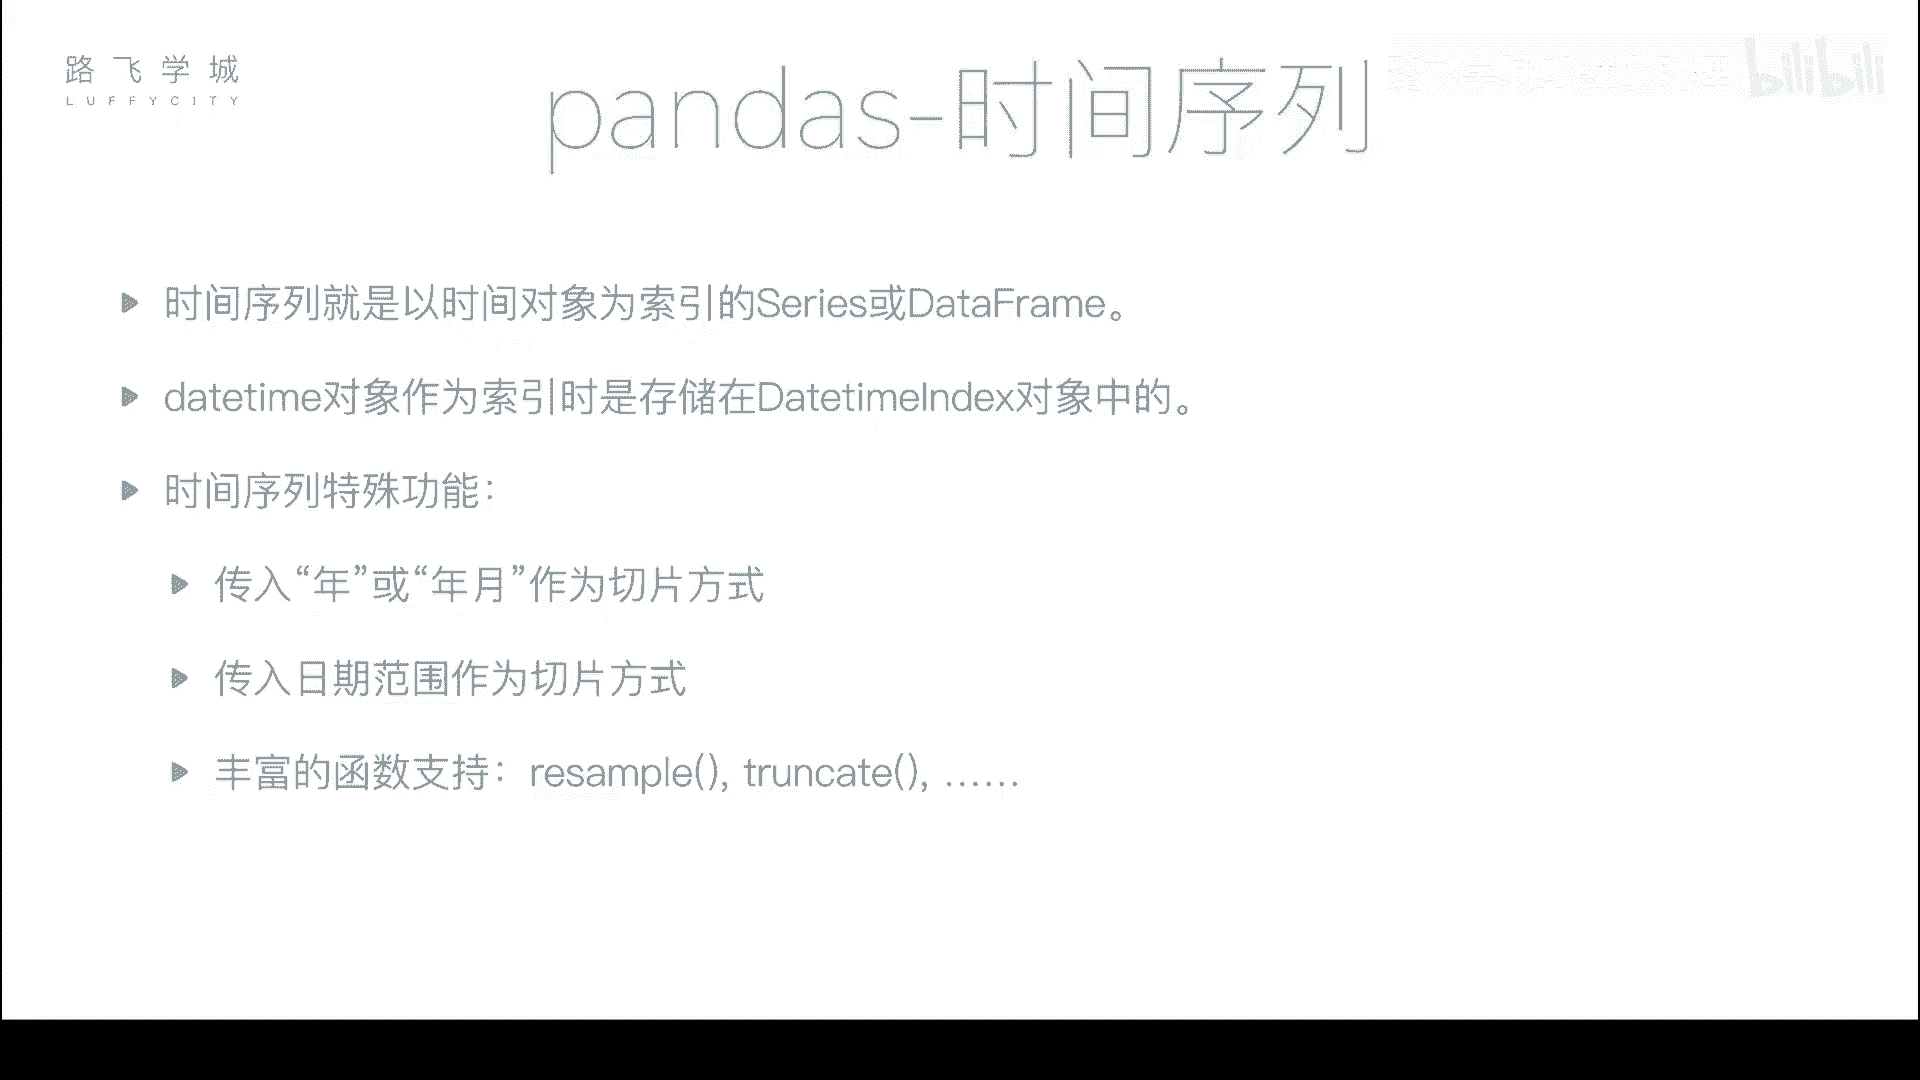 路飞学城
LUFFYCITY
pandas-时间序列
bilibili
时间序列就是以时间对象为索引的Series或DataFrame。
datetime对象作为索引时是存储在DatetimeIndex对象中的。
时间序列特殊功能：
传入“年”或“年月”作为切片方式
传入日期范围作为切片方式
丰富的函数支持：resample(), truncate(), ……